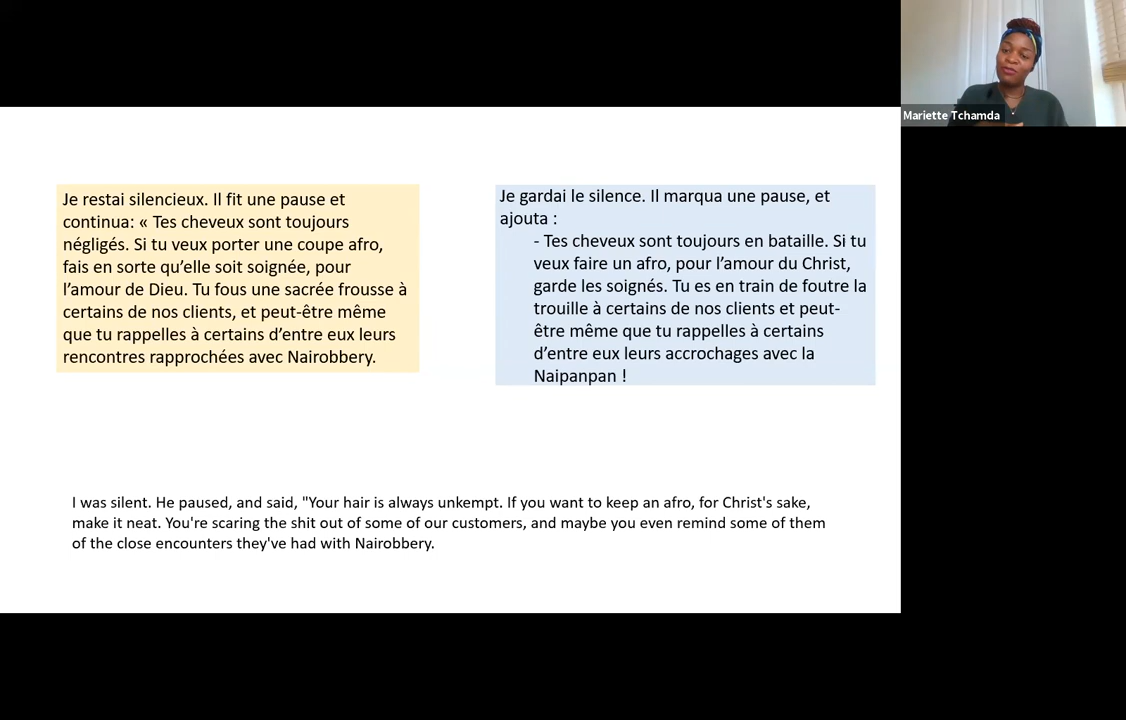 Mariette Tchamda
Je restai silencieux. Il fit une pause et
continua: « Tes cheveux sont toujours
négligés. Si tu veux porter une coupe afro,
fais en sorte qu’elle soit soignée, pour
l’amour de Dieu. Tu fous une sacrée frousse à
certains de nos clients, et peut-être même
que tu rappelles à certains d’entre eux leurs
rencontres rapprochées avec Nairobbery.
Je gardai le silence. Il marqua une pause, et
ajouta :
- Tes cheveux sont toujours en bataille. Si tu
veux faire un afro, pour l’amour du Christ,
garde les soignés. Tu es en train de foutre la
trouille à certains de nos clients et peut-
être même que tu rappelles à certains
d’entre eux leurs accrochages avec la
Naipanpan !
I was silent. He paused, and said, "Your hair is always unkempt. If you want to keep an afro, for Christ's sake,
make it neat. You're scaring the shit out of some of our customers, and maybe you even remind some of them
of the close encounters they've had with Nairobbery.